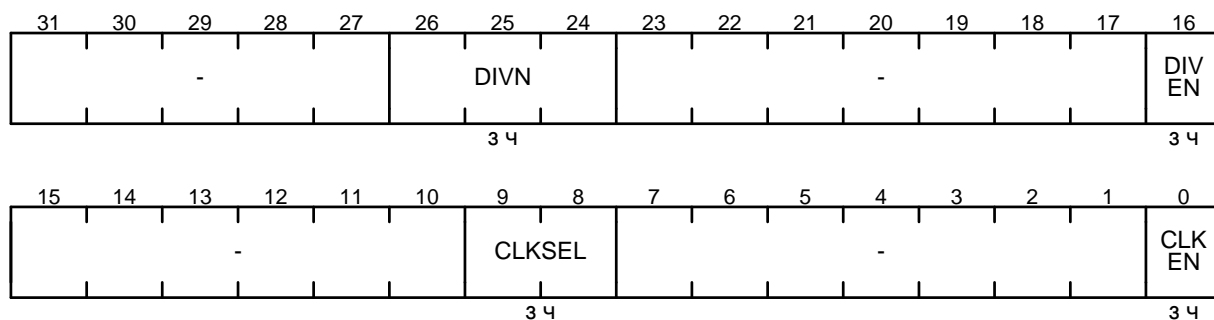 31 30 29 28 27 26 25 24 23 22 21 20 19 18 17 16
- DIVN - DIV
EN
З Ч З Ч
15 14 13 12 11 10 9 8 7 6 5 4 3 2 1 0
- CLKSEL - CLK
EN
З Ч З Ч